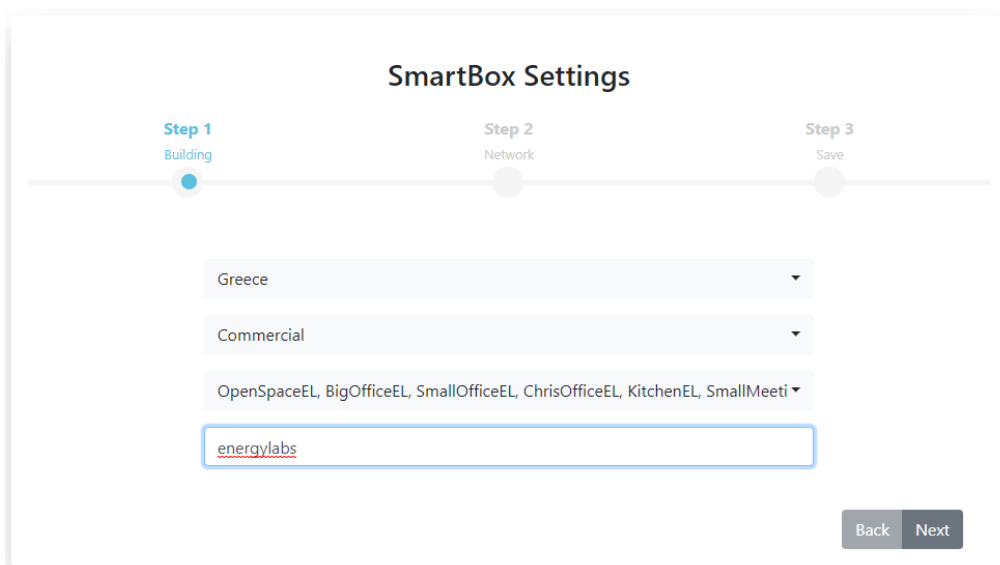 SmartBox Settings
Step 1 Step 2 Step 3
Building Network Save
Greece
Commercial
OpenSpaceEL, BigOfficeEL, SmallOfficeEL, ChrisOfficeEL, KitchenEL, SmallMeeti
energylabs
Back Next